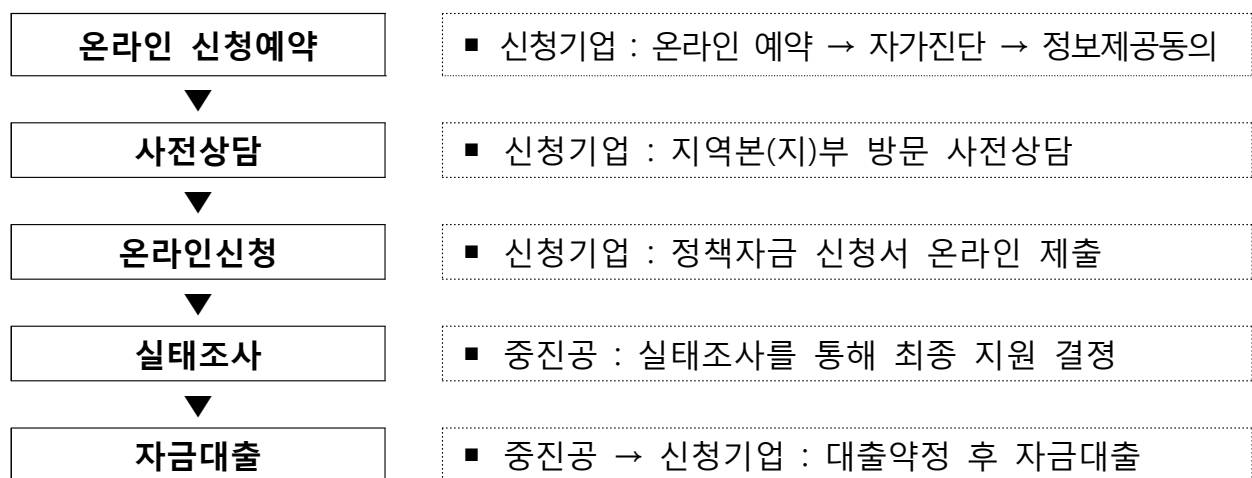 온라인 신청예약
■ 신청기업 : 온라인 예약 → 자가진단 → 정보제공동의
▼
사전상담
■ 신청기업 : 지역본(지)부 방문 사전상담
▼
온라인신청
■ 신청기업 : 정책자금 신청서 온라인 제출
▼
실태조사
■ 중진공 : 실태조사를 통해 최종 지원 결졍
▼
자금대출
■ 중진공 → 신청기업 : 대출약정 후 자금대출